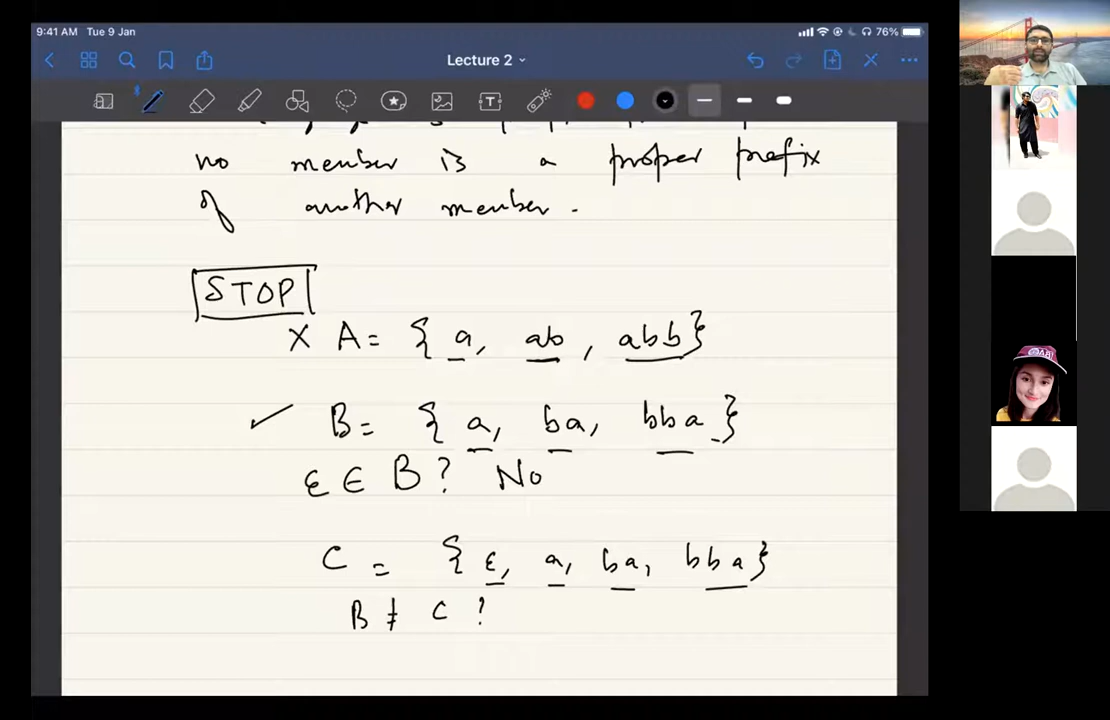 9:41 AM Tue 9 Jan
76%
Lecture 2
no member is a proper prefix
of another member.
STOP
X A = { a, ab, abb}
✓ B = { a, ba, bba }
ε ∈ B ? No
C = { ε, a, ba, bba}
B ≠ C ?